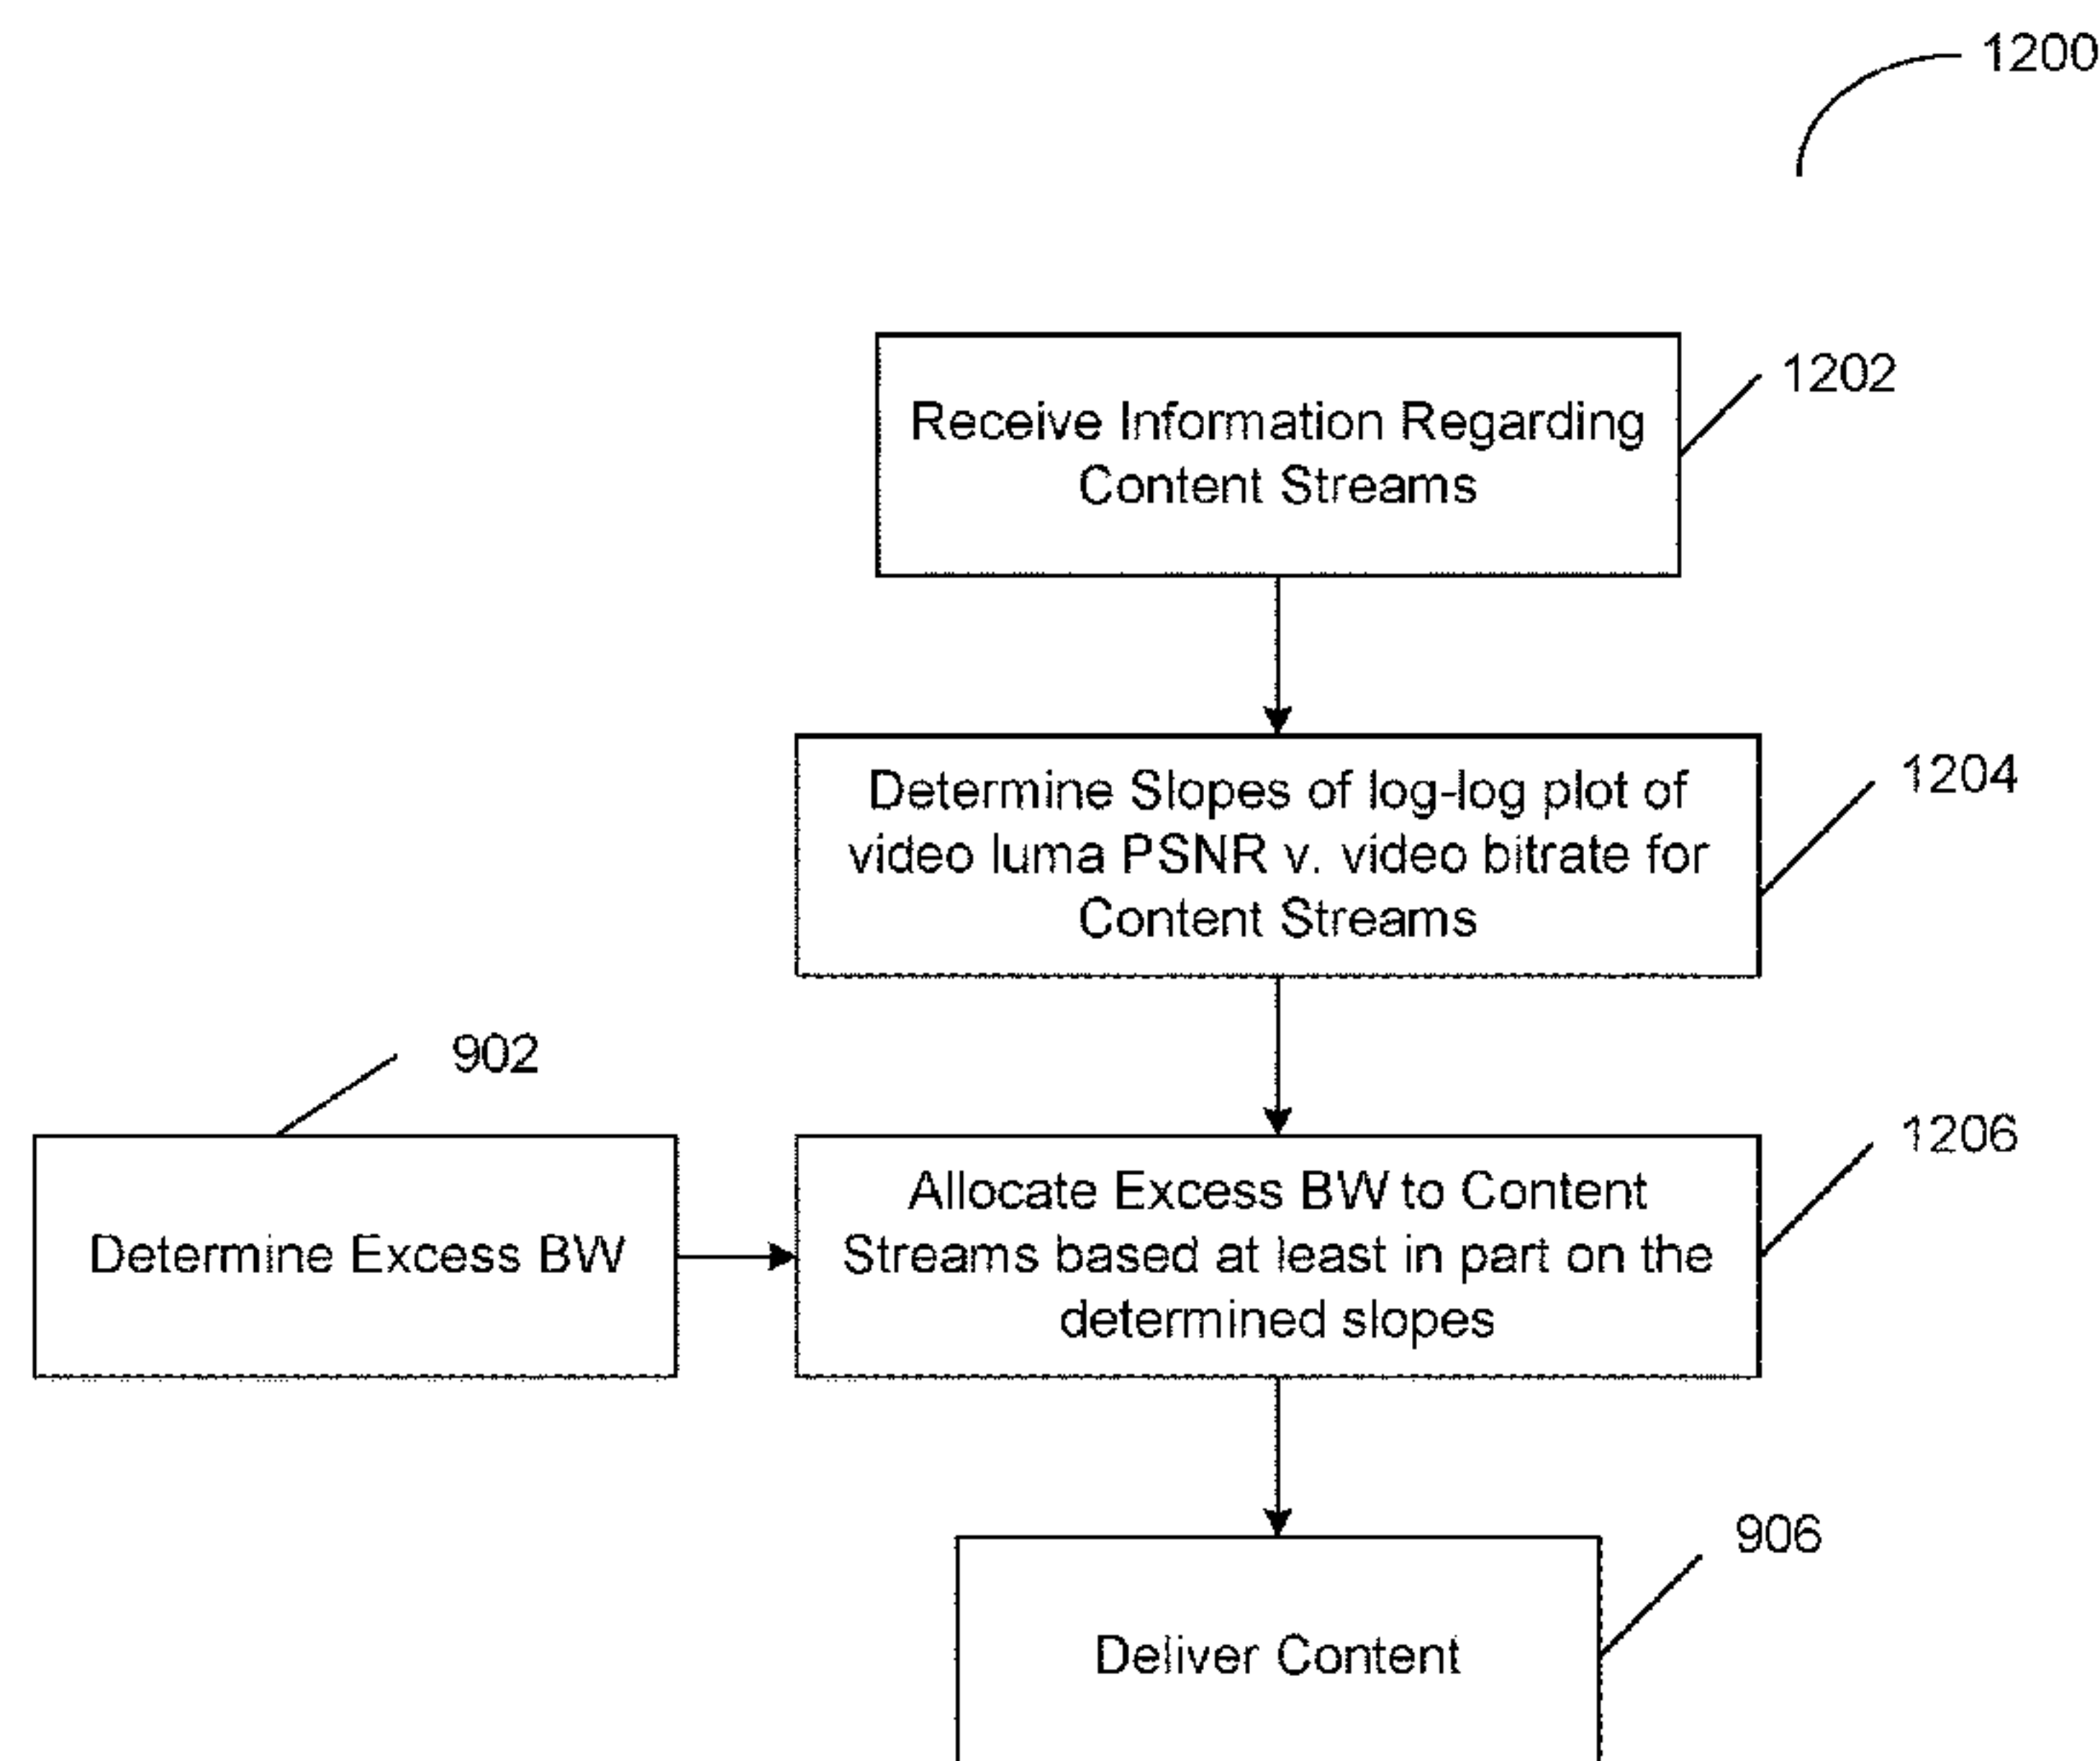 1200
Receive Information Regarding
Content Streams
1202
Determine Slopes of log-log plot of
video luma PSNR v. video bitrate for
Content Streams
1204
902
Determine Excess BW
Allocate Excess BW to Content
Streams based at least in part on the
determined slopes
1206
Deliver Content
906